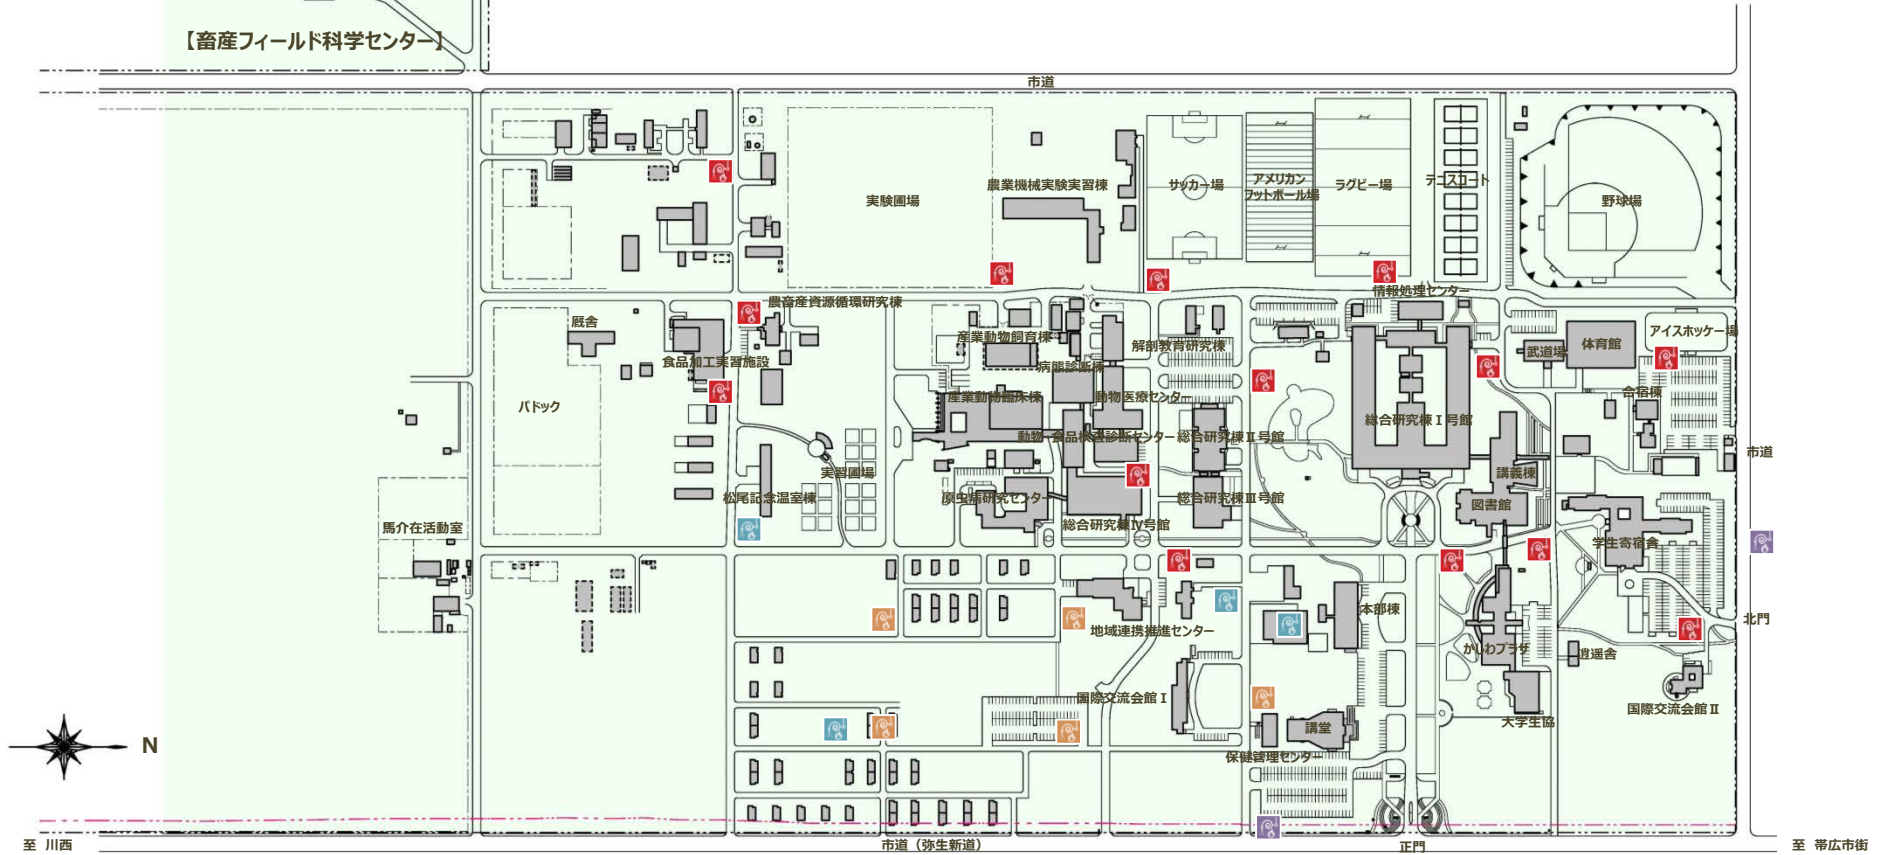 【畜産フィールド科学センター】
市道
実験圃場
農業機械実験実習棟
サッカー場
アメリカン
フットボール場
ラグビー場
テニスコート
野球場
農畜産資源循環研究棟
情報処理センター
厩舎
食品加工実習施設
産業動物飼育棟
解剖教育研究棟
病態診断棟
武道場
体育館
アイスホッケー場
パドック
産業動物臨床棟
動物医療センター
合宿棟
総合研究棟Ⅰ号館
動物・食品検査診断センター
総合研究棟Ⅱ号館
市道
実習圃場
講義棟
松尾記念温室棟
原虫病研究センター
総合研究棟Ⅲ号館
図書館
馬介在活動室
総合研究棟Ⅳ号館
学生寄宿舎
本部棟
北門
地域連携推進センター
かしわプラザ
逍遥舎
国際交流会館Ⅰ
国際交流会館Ⅱ
大学生協
講堂
N
保健管理センター
至 川西
市道（弥生新道）
正門
至 帯広市街